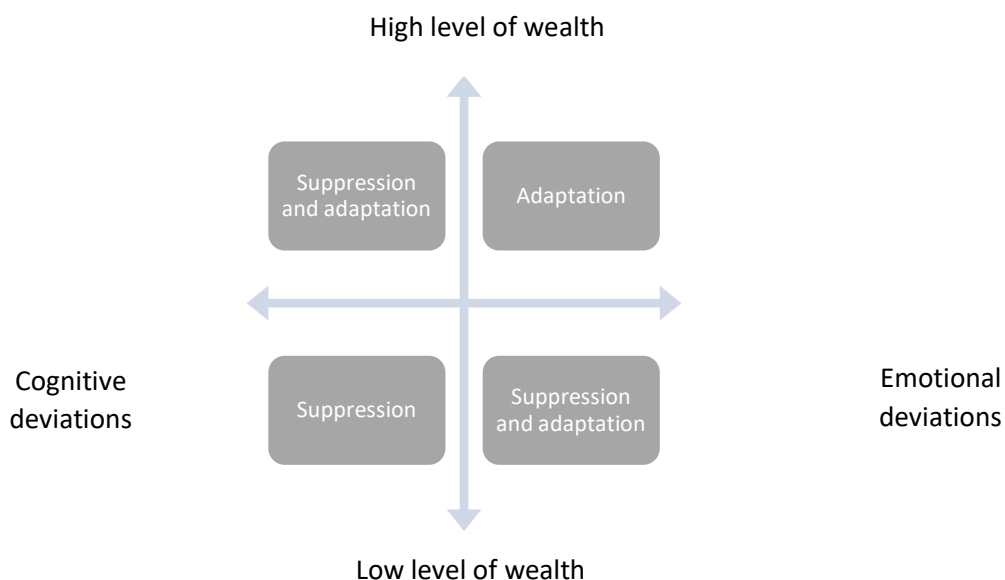 High level of wealth
Suppression
and adaptation
Adaptation
Cognitive
deviations
Emotional
deviations
Suppression
Suppression
and adaptation
Low level of wealth